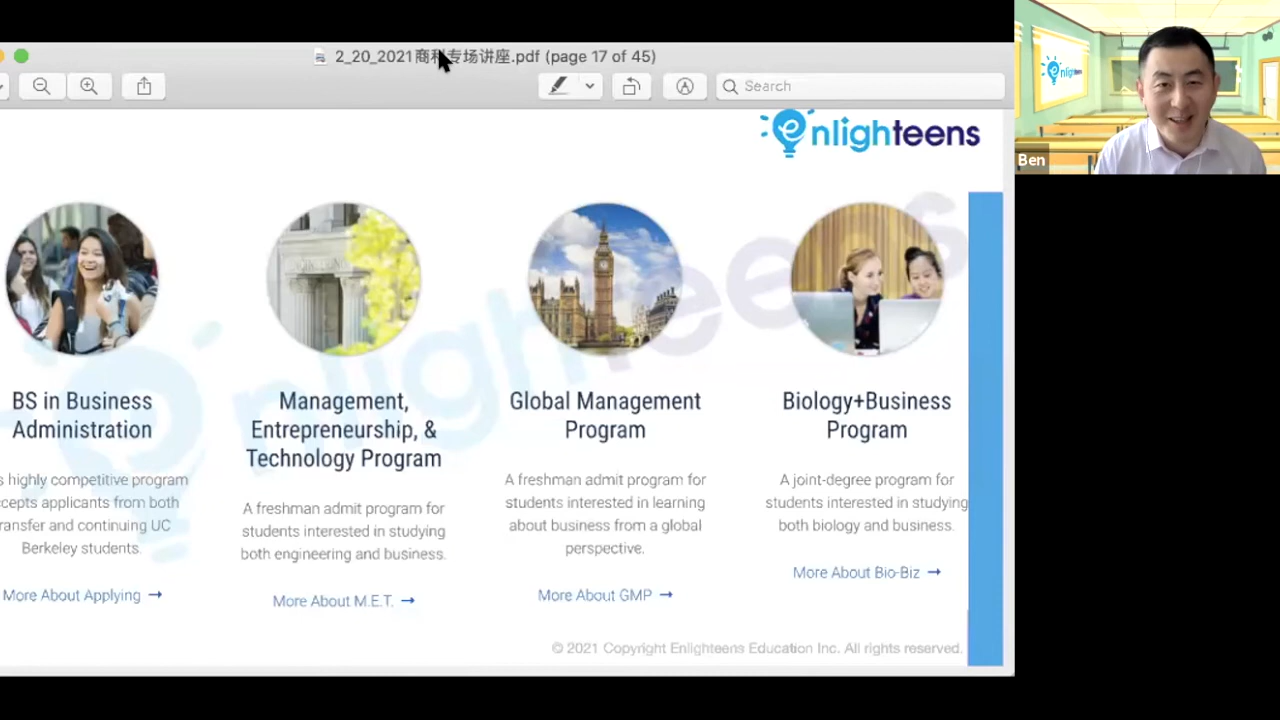 2_20_2021商科专场讲座.pdf (page 17 of 45)
Search
enlighteens
enlighteens
Ben
enlighteens
BS in Business
Administration
s highly competitive program
cepts applicants from both
ransfer and continuing UC
Berkeley students.
More About Applying →
Management,
Entrepreneurship, &
Technology Program
A freshman admit program for
students interested in studying
both engineering and business.
More About M.E.T. →
Global Management
Program
A freshman admit program for
students interested in learning
about business from a global
perspective.
More About GMP →
Biology+Business
Program
A joint-degree program for
students interested in studying
both biology and business.
More About Bio-Biz →
© 2021 Copyright Enlighteens Education Inc. All rights reserved.